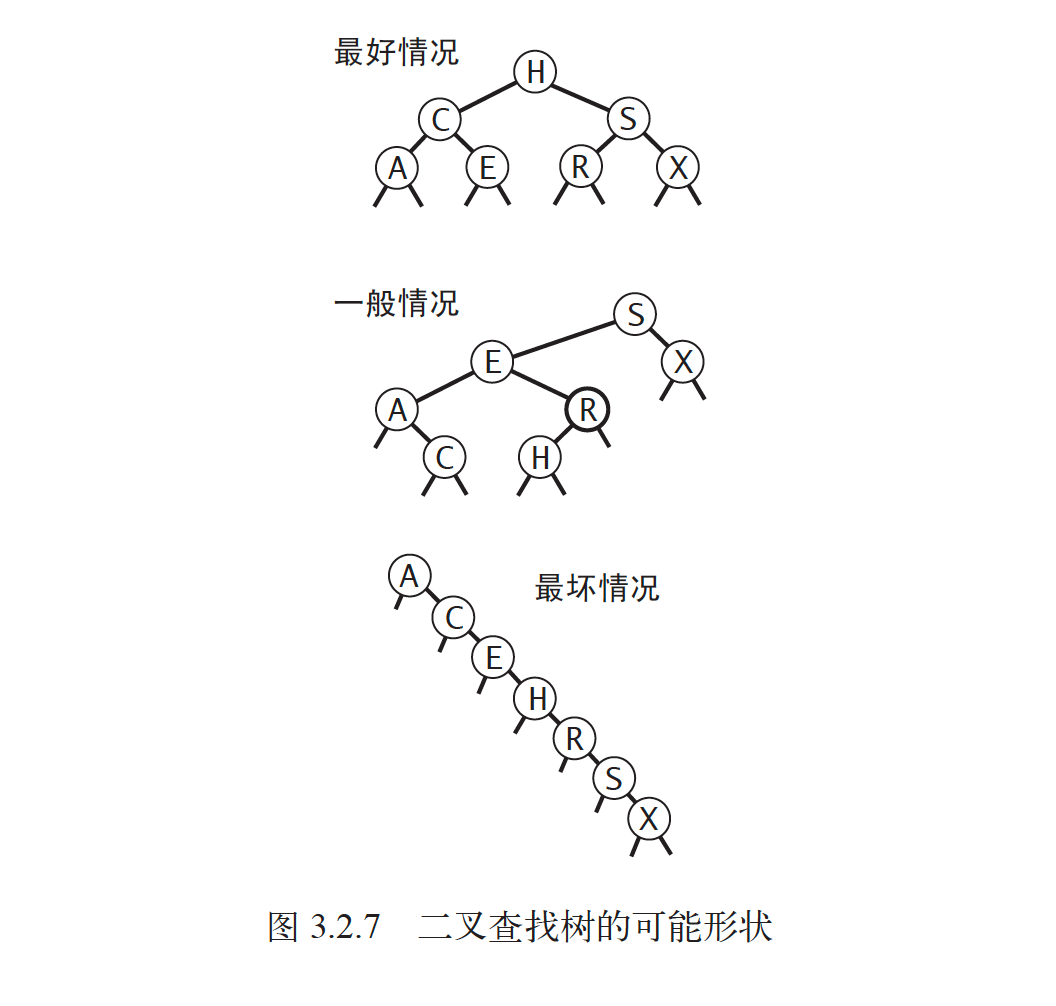 最好情况
H
C S
A E R X
一般情况
S
E X
A R
C H
最坏情况
A
C
E
H
R
S
X
图 3.2.7 二叉查找树的可能形状